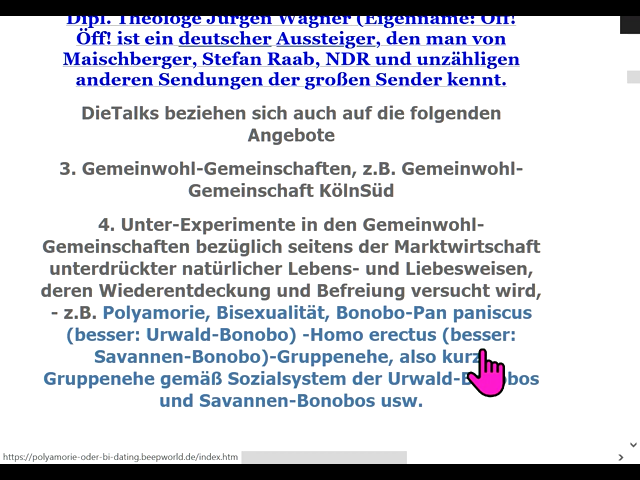 Dipl. Theologe Jürgen Wagner (Eigenname: Öff!
Öff! ist ein deutscher Aussteiger, den man von
Maischberger, Stefan Raab, NDR und unzähligen
anderen Sendungen der großen Sender kennt.
DieTalks beziehen sich auch auf die folgenden
Angebote
3. Gemeinwohl-Gemeinschaften, z.B. Gemeinwohl-
Gemeinschaft KölnSüd
4. Unter-Experimente in den Gemeinwohl-
Gemeinschaften bezüglich seitens der Marktwirtschaft
unterdrückter natürlicher Lebens- und Liebesweisen,
deren Wiederentdeckung und Befreiung versucht wird,
- z.B. Polyamorie, Bisexualität, Bonobo-Pan paniscus
(besser: Urwald-Bonobo) -Homo erectus (besser:
Savannen-Bonobo)-Gruppenehe, also kurz
Gruppenehe gemäß Sozialsystem der Urwald-Bonobos
und Savannen-Bonobos usw.
https://polyamorie-oder-bi-dating.beepworld.de/index.htm